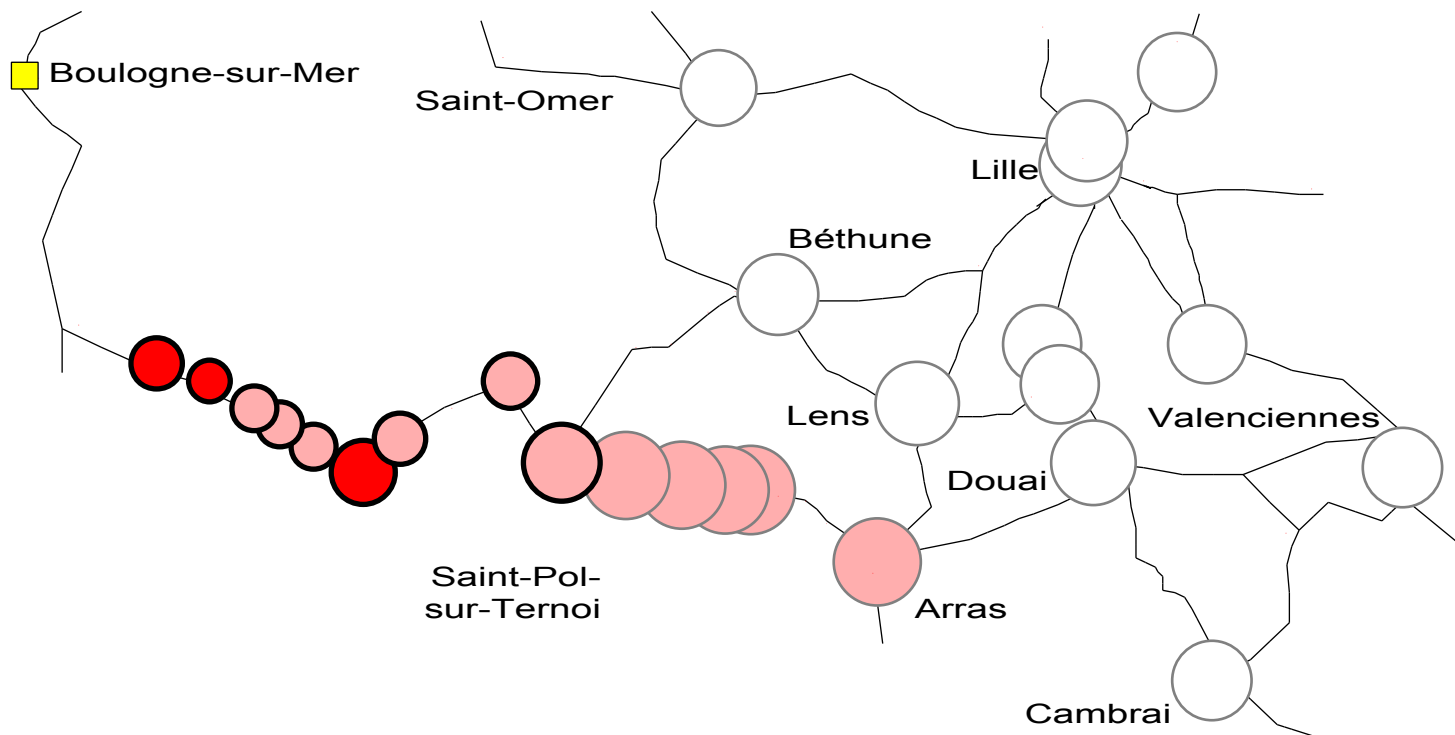 Boulogne-sur-Mer
Saint-Omer
Lille
Béthune
Lens
Valenciennes
Douai
Saint-Pol-
sur-Ternoi
Arras
Cambrai